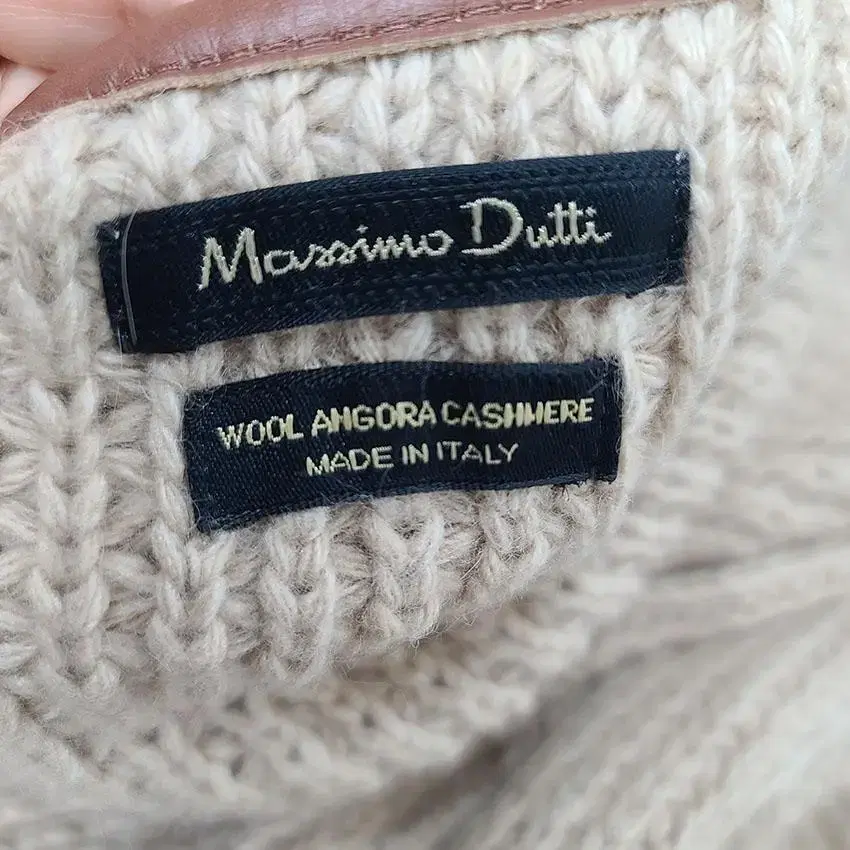 Massimo Dutti
WOOL ANGORA CASHMERE
MADE IN ITALY